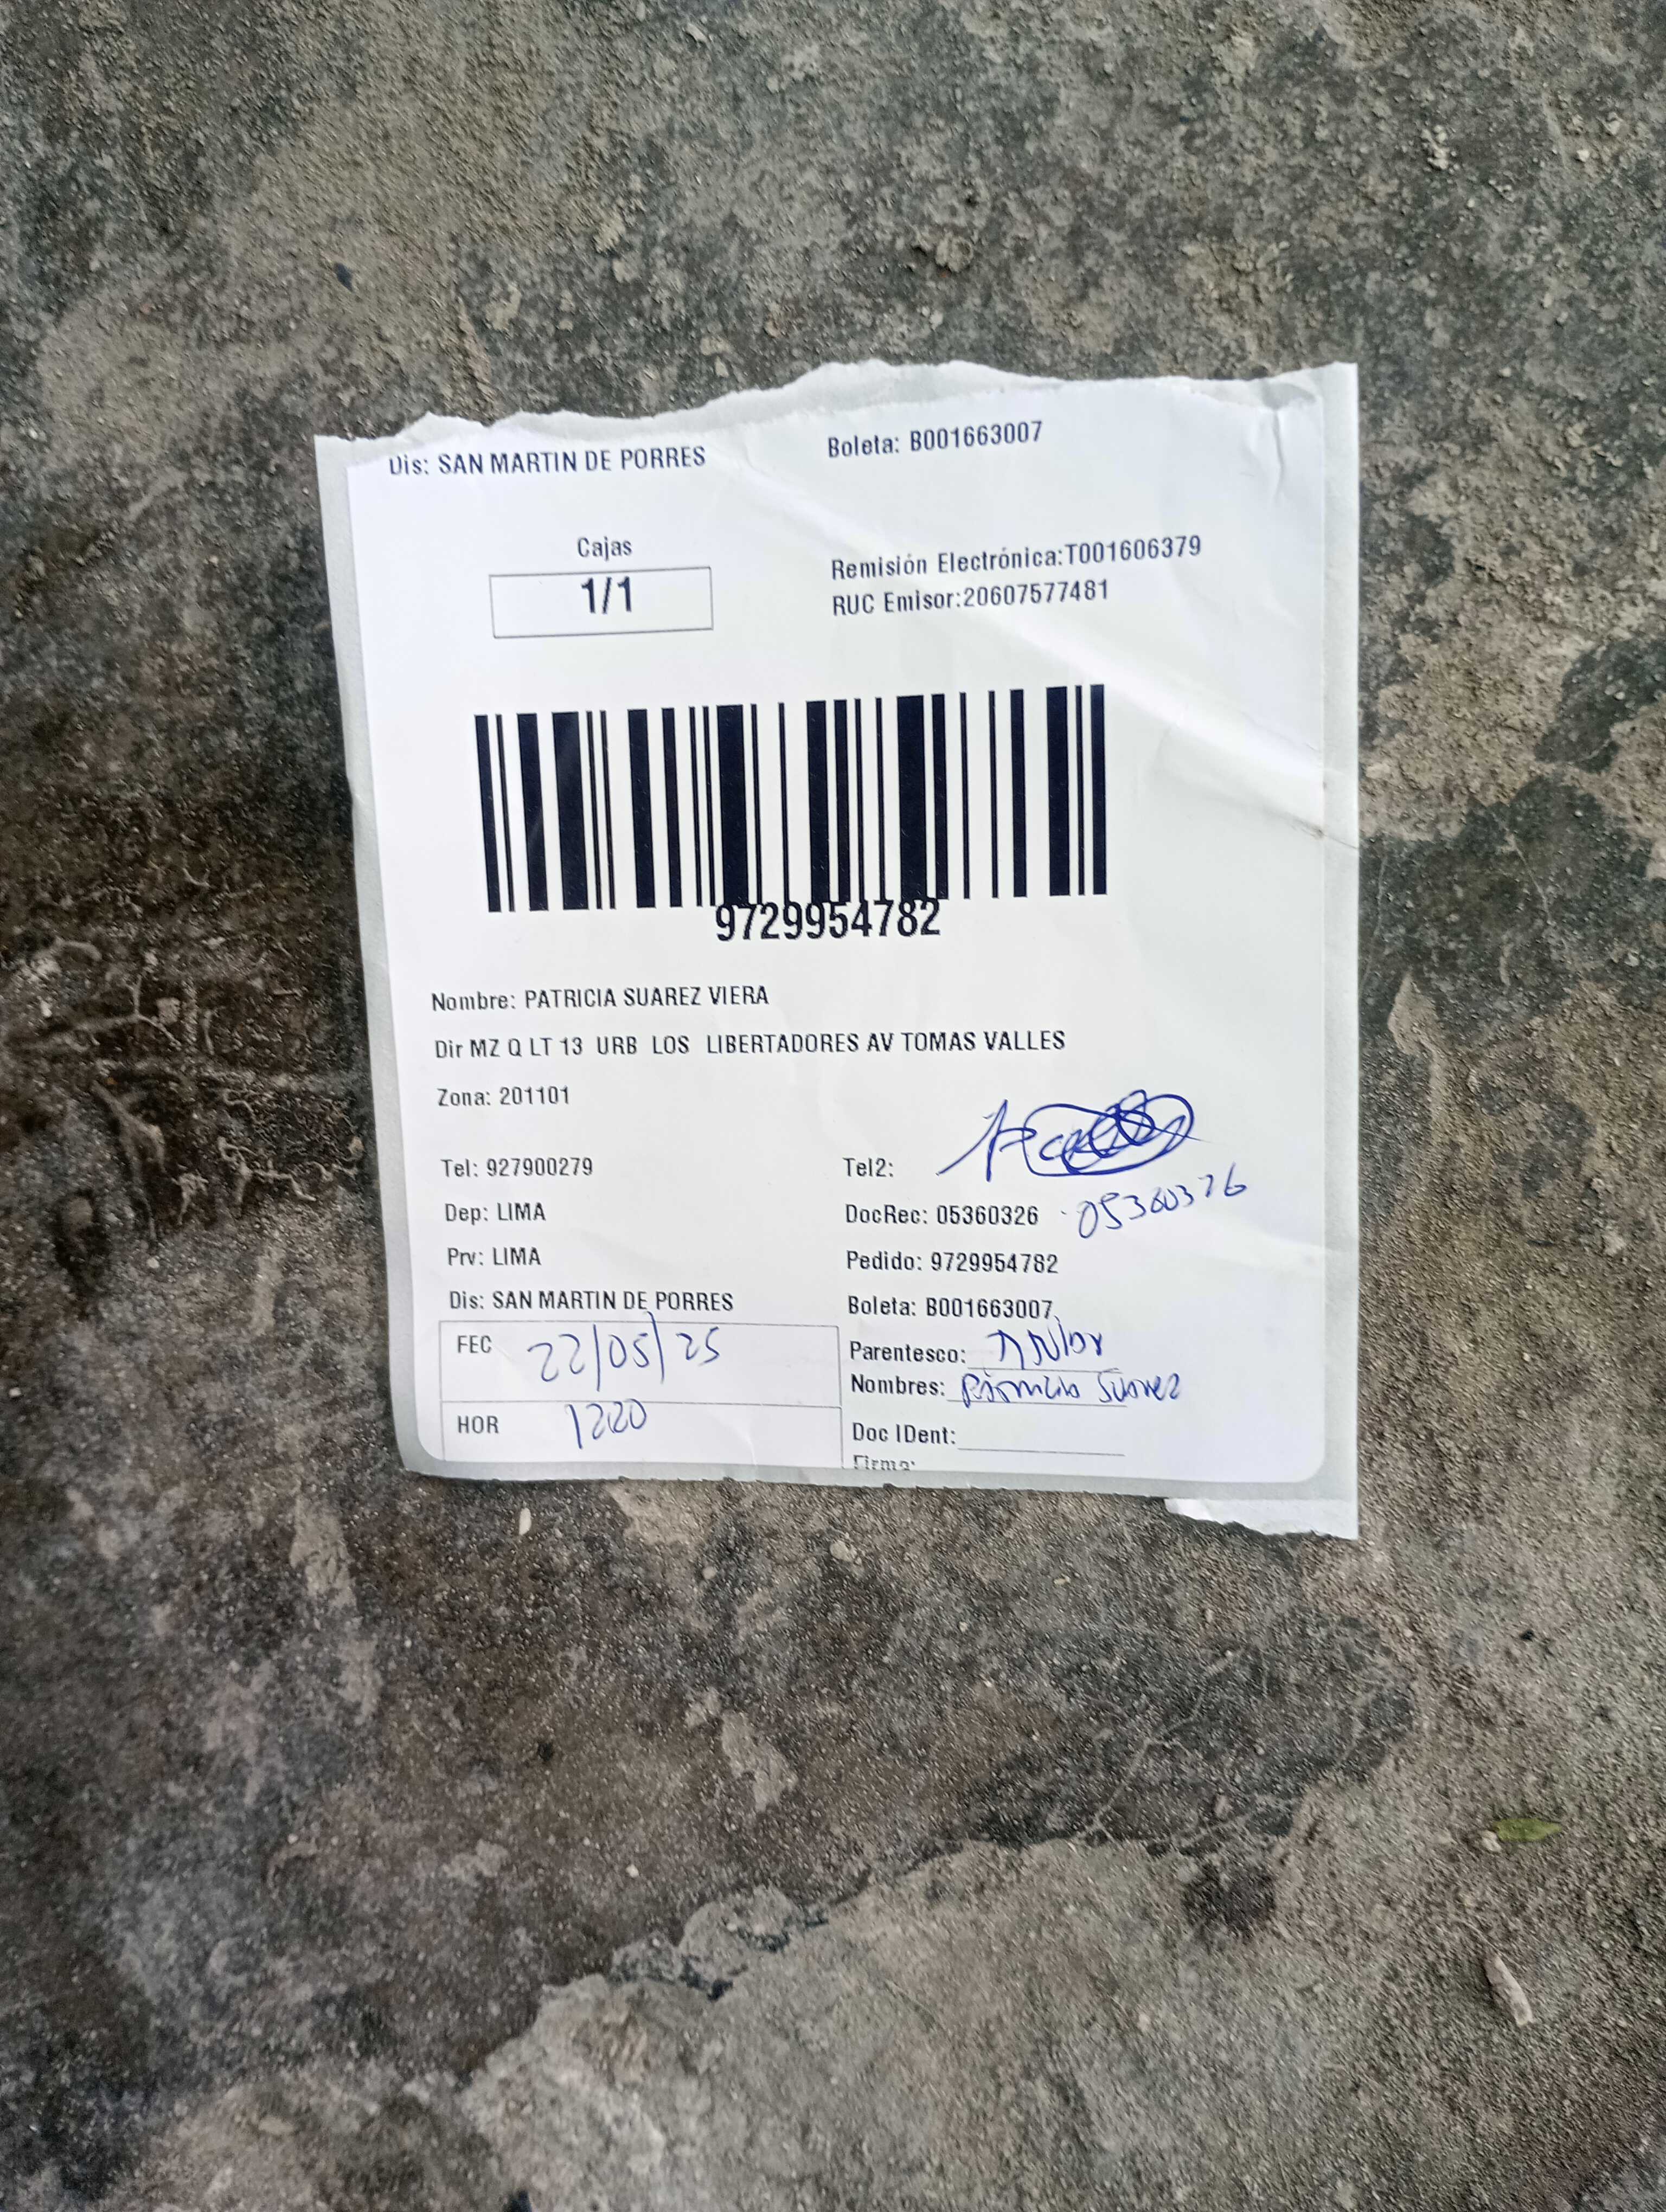 Dis: SAN MARTIN DE PORRES
Boleta: B001663007
Cajas
1/1
Remisión Electrónica:T001606379
RUC Emisor:20607577481
9729954782
Nombre: PATRICIA SUAREZ VIERA
Dir MZ Q LT 13 URB LOS LIBERTADORES AV TOMAS VALLES
Zona: 201101
Tel: 927900279
Tel2:
Dep: LIMA
DocRec: 05360326 05360326
Prv: LIMA
Pedido: 9729954782
Dis: SAN MARTIN DE PORRES
Boleta: B001663007
FEC 22/05/25
Parentesco:
Nombres: Suarez
HOR 1220
Doc IDent:
Firma: